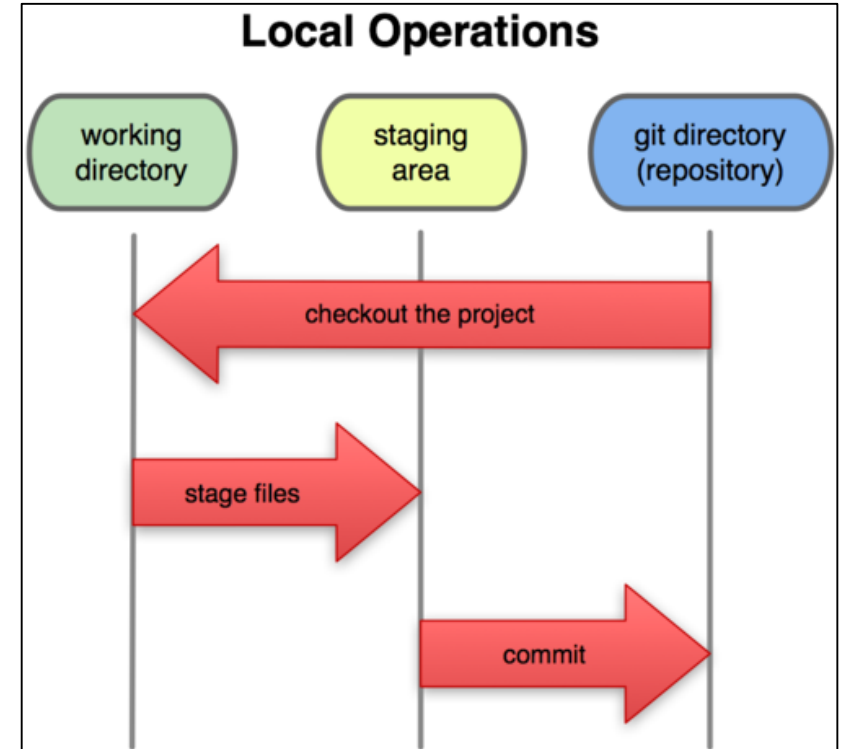 Local Operations
working
directory
staging
area
git directory
(repository)
checkout the project
stage files
commit